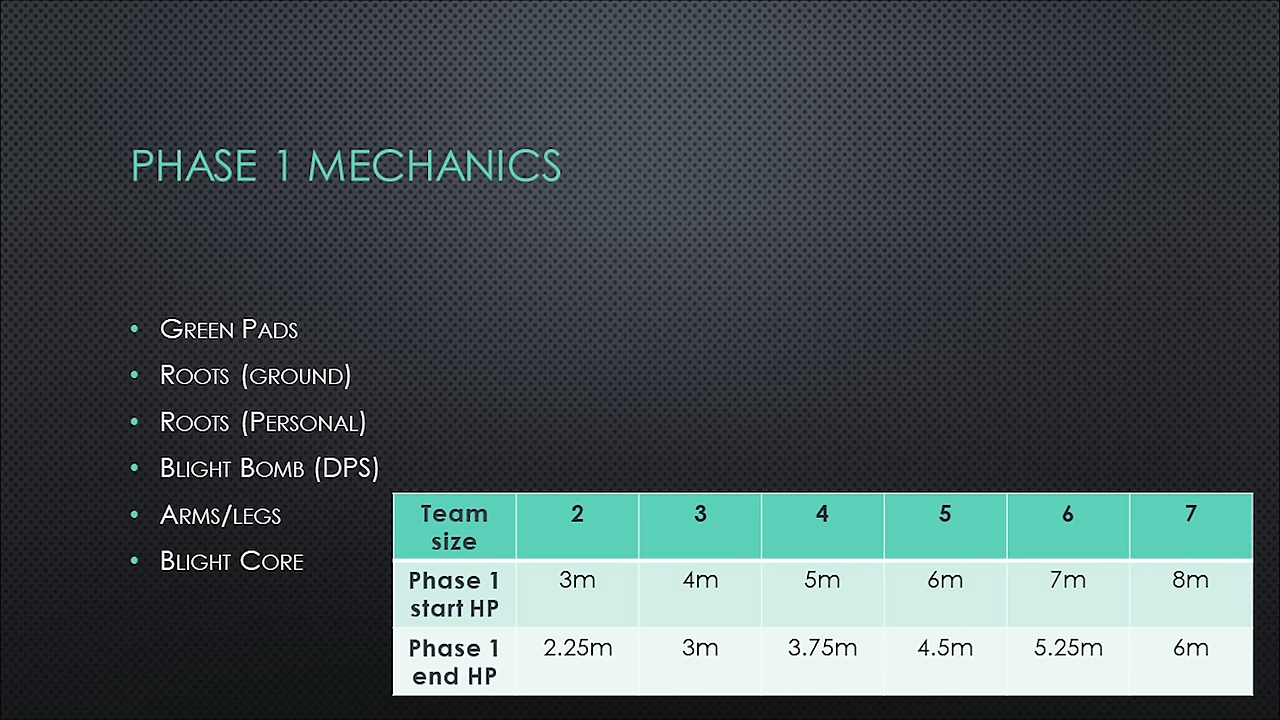 PHASE 1 MECHANICS
• GREEN PADS
• ROOTS (GROUND)
• ROOTS (PERSONAL)
• BLIGHT BOMB (DPS)
• ARMS/LEGS
• BLIGHT CORE
Team size 2 3 4 5 6 7
Phase 1 start HP 3m 4m 5m 6m 7m 8m
Phase 1 end HP 2.25m 3m 3.75m 4.5m 5.25m 6m